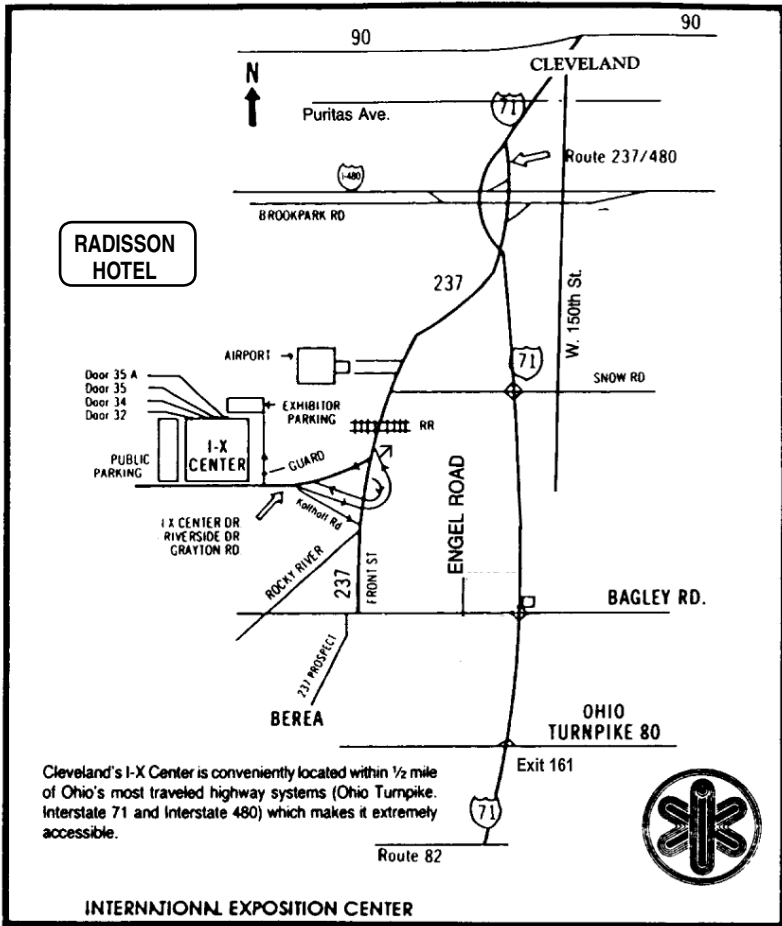 90
90
N
CLEVELAND
71
Puritas Ave.
Route 237/480
I-480
BROOKPARK RD
RADISSON
HOTEL
237
W. 150th St.
AIRPORT
71
SNOW RD
Door 35 A
Door 35
Door 34
Door 32
EXHIBITOR
PARKING
RR
I-X
CENTER
PUBLIC
PARKING
GUARD
Kolthoff Rd
I X CENTER DR.
RIVERSIDE DR
GRAYTON RD.
ENGEL ROAD
ROCKY RIVER
237
FRONT ST
BAGLEY RD.
237 PROSPECT
BEREA
OHIO
TURNPIKE 80
Exit 161
Cleveland's I-X Center is conveniently located within ½ mile
of Ohio's most traveled highway systems (Ohio Turnpike.
Interstate 71 and Interstate 480) which makes it extremely
accessible.
71
Route 82
INTERNATIONAL EXPOSITION CENTER